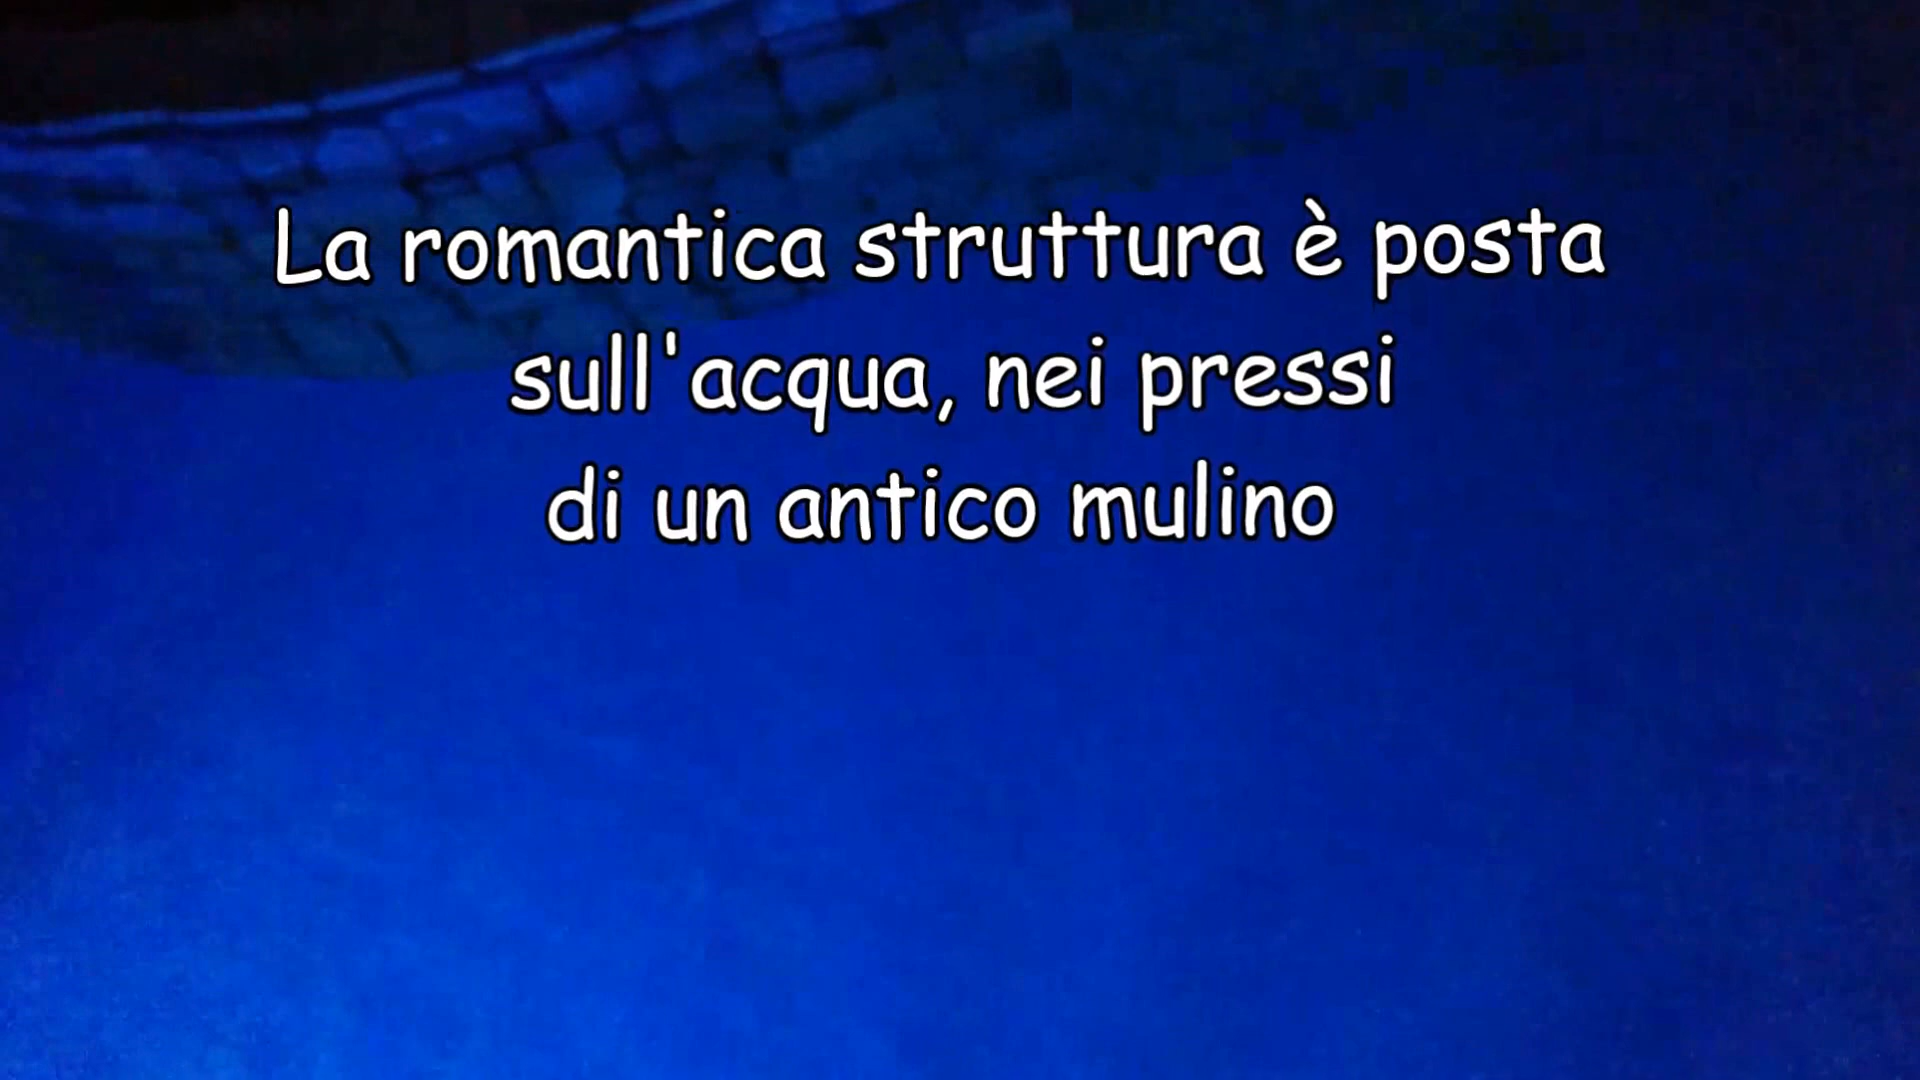 La romantica struttura è posta
sull'acqua, nei pressi
di un antico mulino